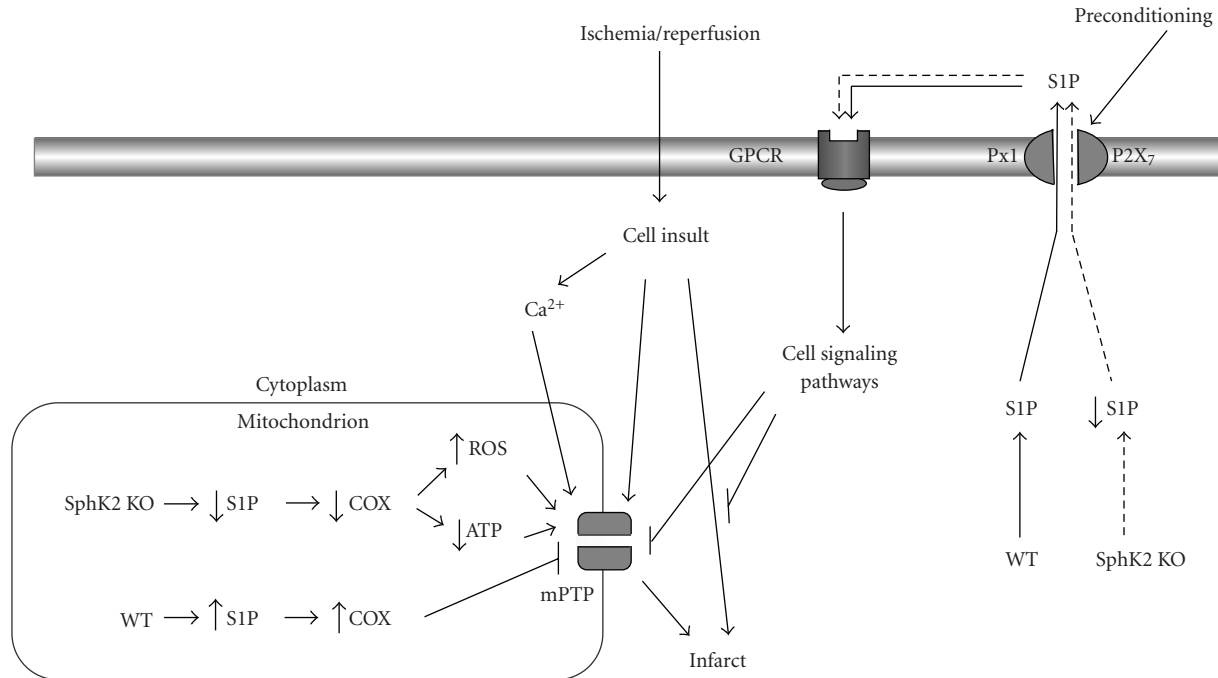 Preconditioning
Ischemia/reperfusion
S1P
GPCR
Px1
P2X₇
Cell insult
Ca²⁺
Cell signaling
pathways
Cytoplasm
Mitochondrion
S1P
↓ S1P
↑ ROS
SphK2 KO → ↓ S1P → ↓ COX
↓ ATP
WT
SphK2 KO
mPTP
WT → ↑ S1P → ↑ COX
Infarct